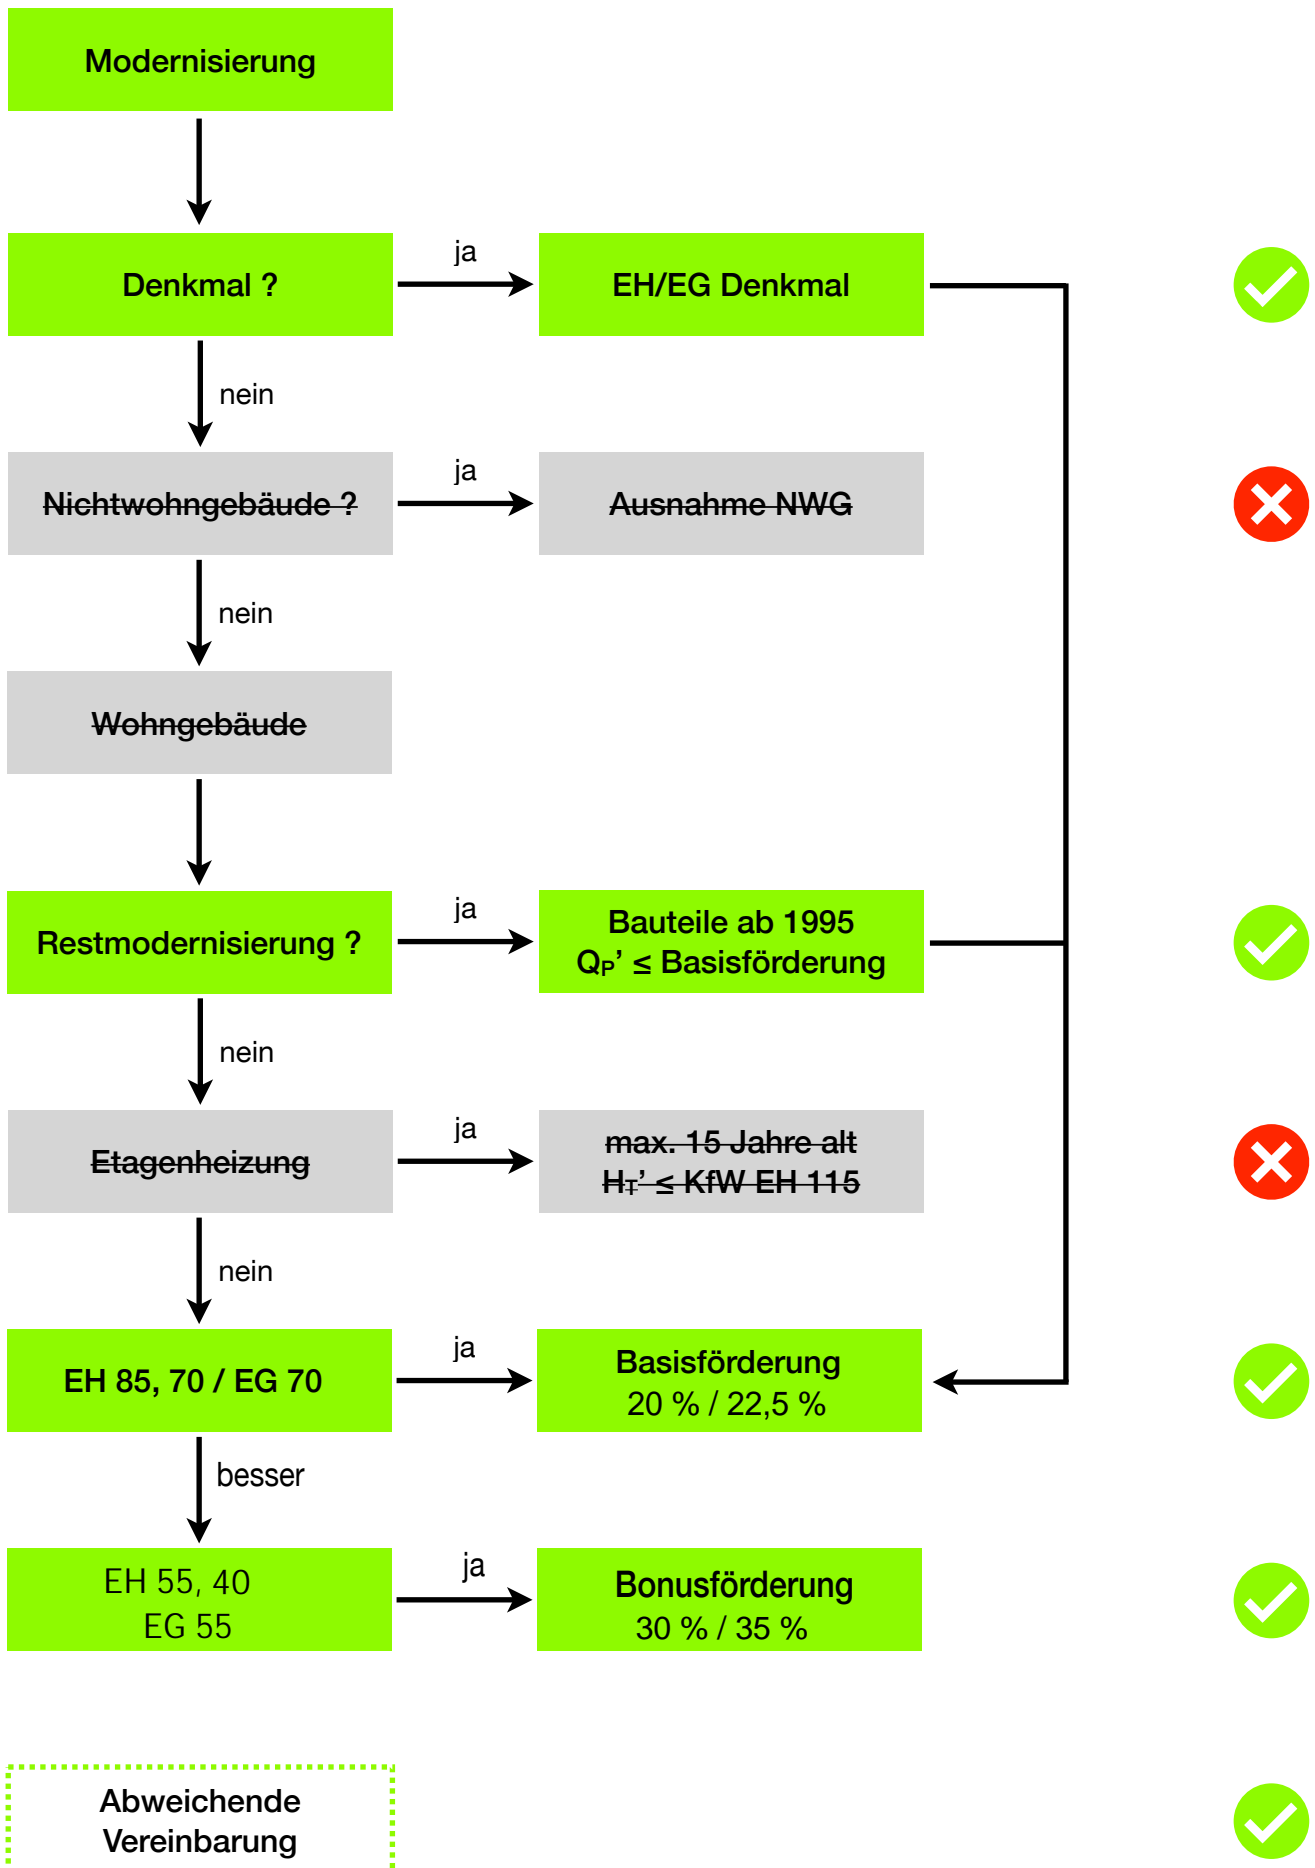 Modernisierung
Denkmal ?
ja
EH/EG Denkmal
nein
Nichtwohngebäude ?
ja
Ausnahme NWG
nein
Wohngebäude
Restmodernisierung ?
ja
Bauteile ab 1995
QP’ ≤ Basisförderung
nein
Etagenheizung
ja
max. 15 Jahre alt
HT’ ≤ KfW EH 115
nein
EH 85, 70 / EG 70
ja
Basisförderung
20 % / 22,5 %
besser
EH 55, 40
EG 55
ja
Bonusförderung
30 % / 35 %
Abweichende
Vereinbarung